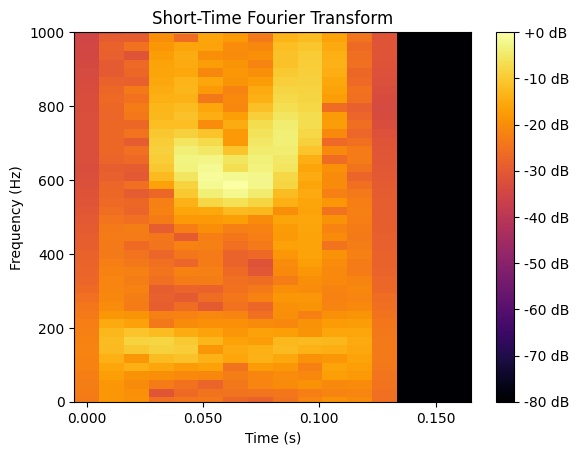 Short-Time Fourier Transform
1000
800
600
400
200
0
Frequency (Hz)
0.000
0.050
0.100
0.150
Time (s)
+0 dB
-10 dB
-20 dB
-30 dB
-40 dB
-50 dB
-60 dB
-70 dB
-80 dB